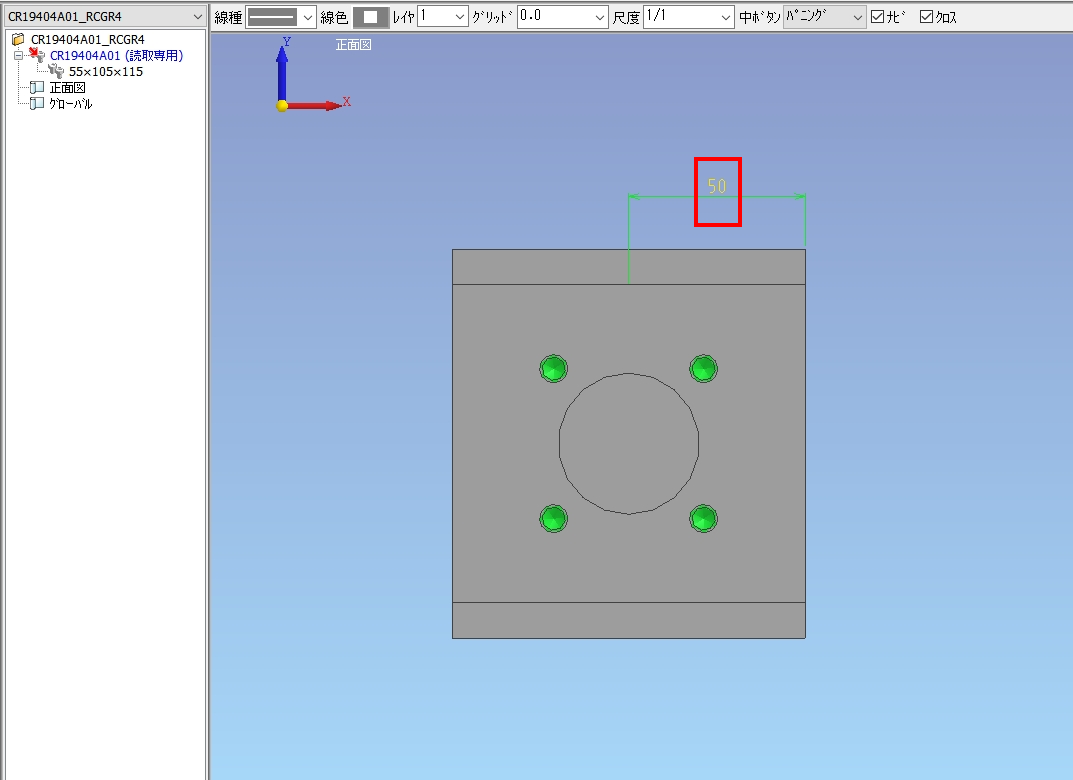 CR19404A01_RCGR4
線種 線色 レイヤ 1 グリッド 0.0 尺度 1/1 中ボタン パニング ナビ クロス
CR19404A01_RCGR4
CR19404A01 (読取専用)
55×105×115
正面図
グローバル
Y
正面図
X
50